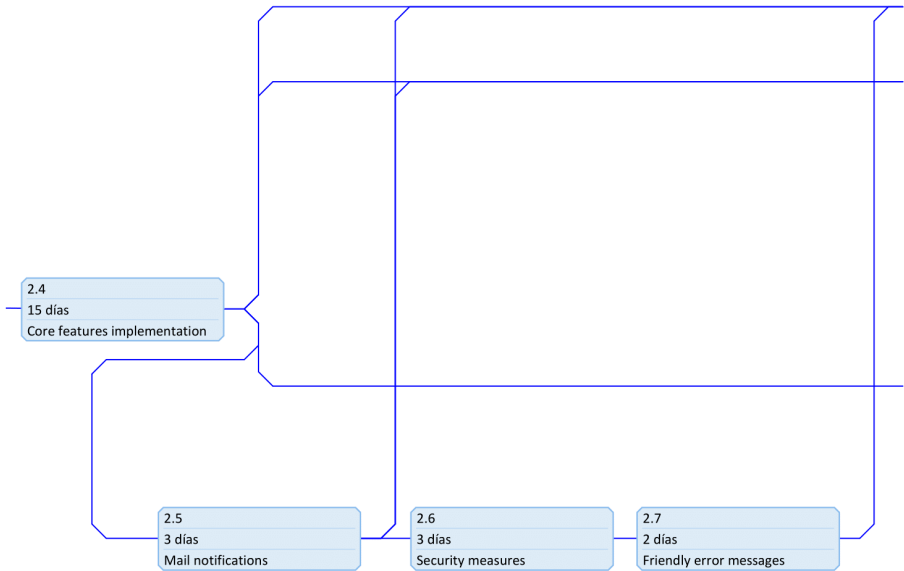 2.4
15 días
Core features implementation
2.5
3 días
Mail notifications
2.6
3 días
Security measures
2.7
2 días
Friendly error messages